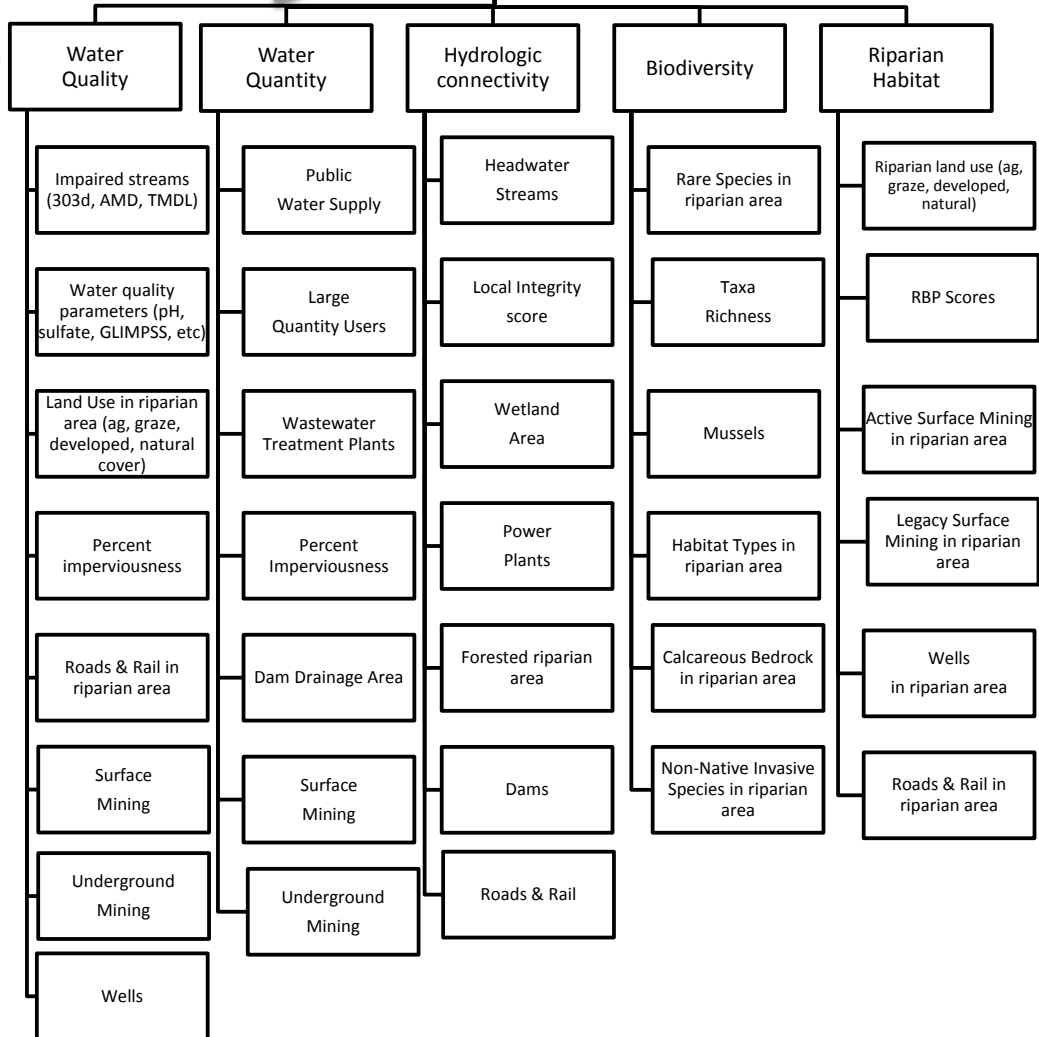 Water
Quality
Impaired streams
(303d, AMD, TMDL)
Water quality
parameters (pH,
sulfate, GLIMPSS, etc)
Land Use in riparian
area (ag, graze,
developed, natural
cover)
Percent
imperviousness
Roads & Rail in
riparian area
Surface
Mining
Underground
Mining
Wells
Water
Quantity
Public
Water Supply
Large
Quantity Users
Wastewater
Treatment Plants
Percent
Imperviousness
Dam Drainage Area
Surface
Mining
Underground
Mining
Hydrologic
connectivity
Headwater
Streams
Local Integrity
score
Wetland
Area
Power
Plants
Forested riparian
area
Dams
Roads & Rail
Biodiversity
Rare Species in
riparian area
Taxa
Richness
Mussels
Habitat Types in
riparian area
Calcareous Bedrock
in riparian area
Non-Native Invasive
Species in riparian
area
Riparian
Habitat
Riparian land use (ag,
graze, developed,
natural)
RBP Scores
Active Surface Mining
in riparian area
Legacy Surface
Mining in riparian
area
Wells
in riparian area
Roads & Rail in
riparian area